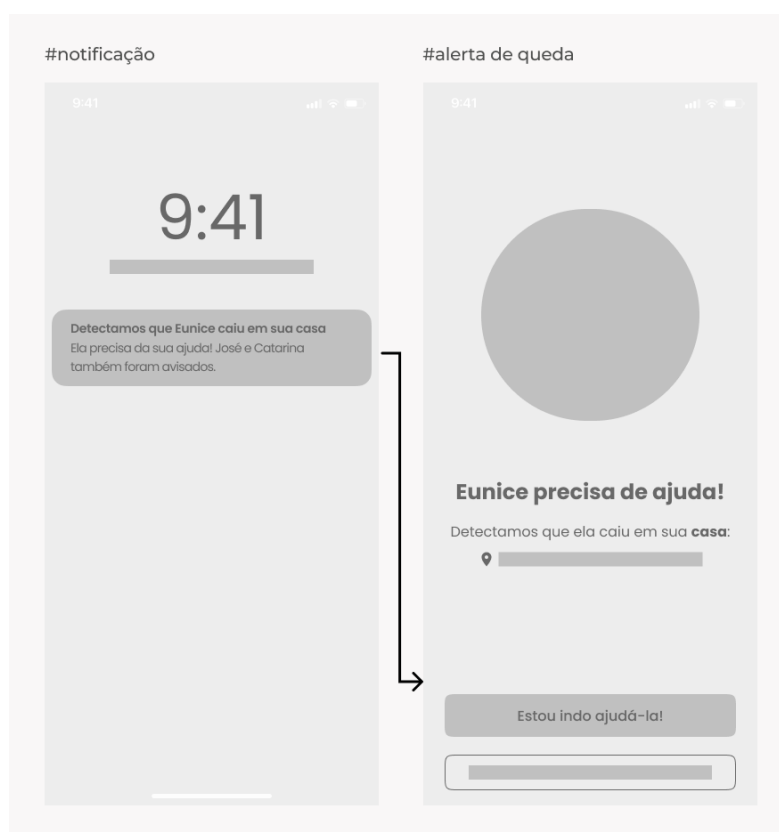 #notificação
9:41
9:41
Detectamos que Eunice caiu em sua casa
Ela precisa da sua ajuda! José e Catarina
também foram avisados.
#alerta de queda
9:41
Eunice precisa de ajuda!
Detectamos que ela caiu em sua casa:
Estou indo ajudá-la!